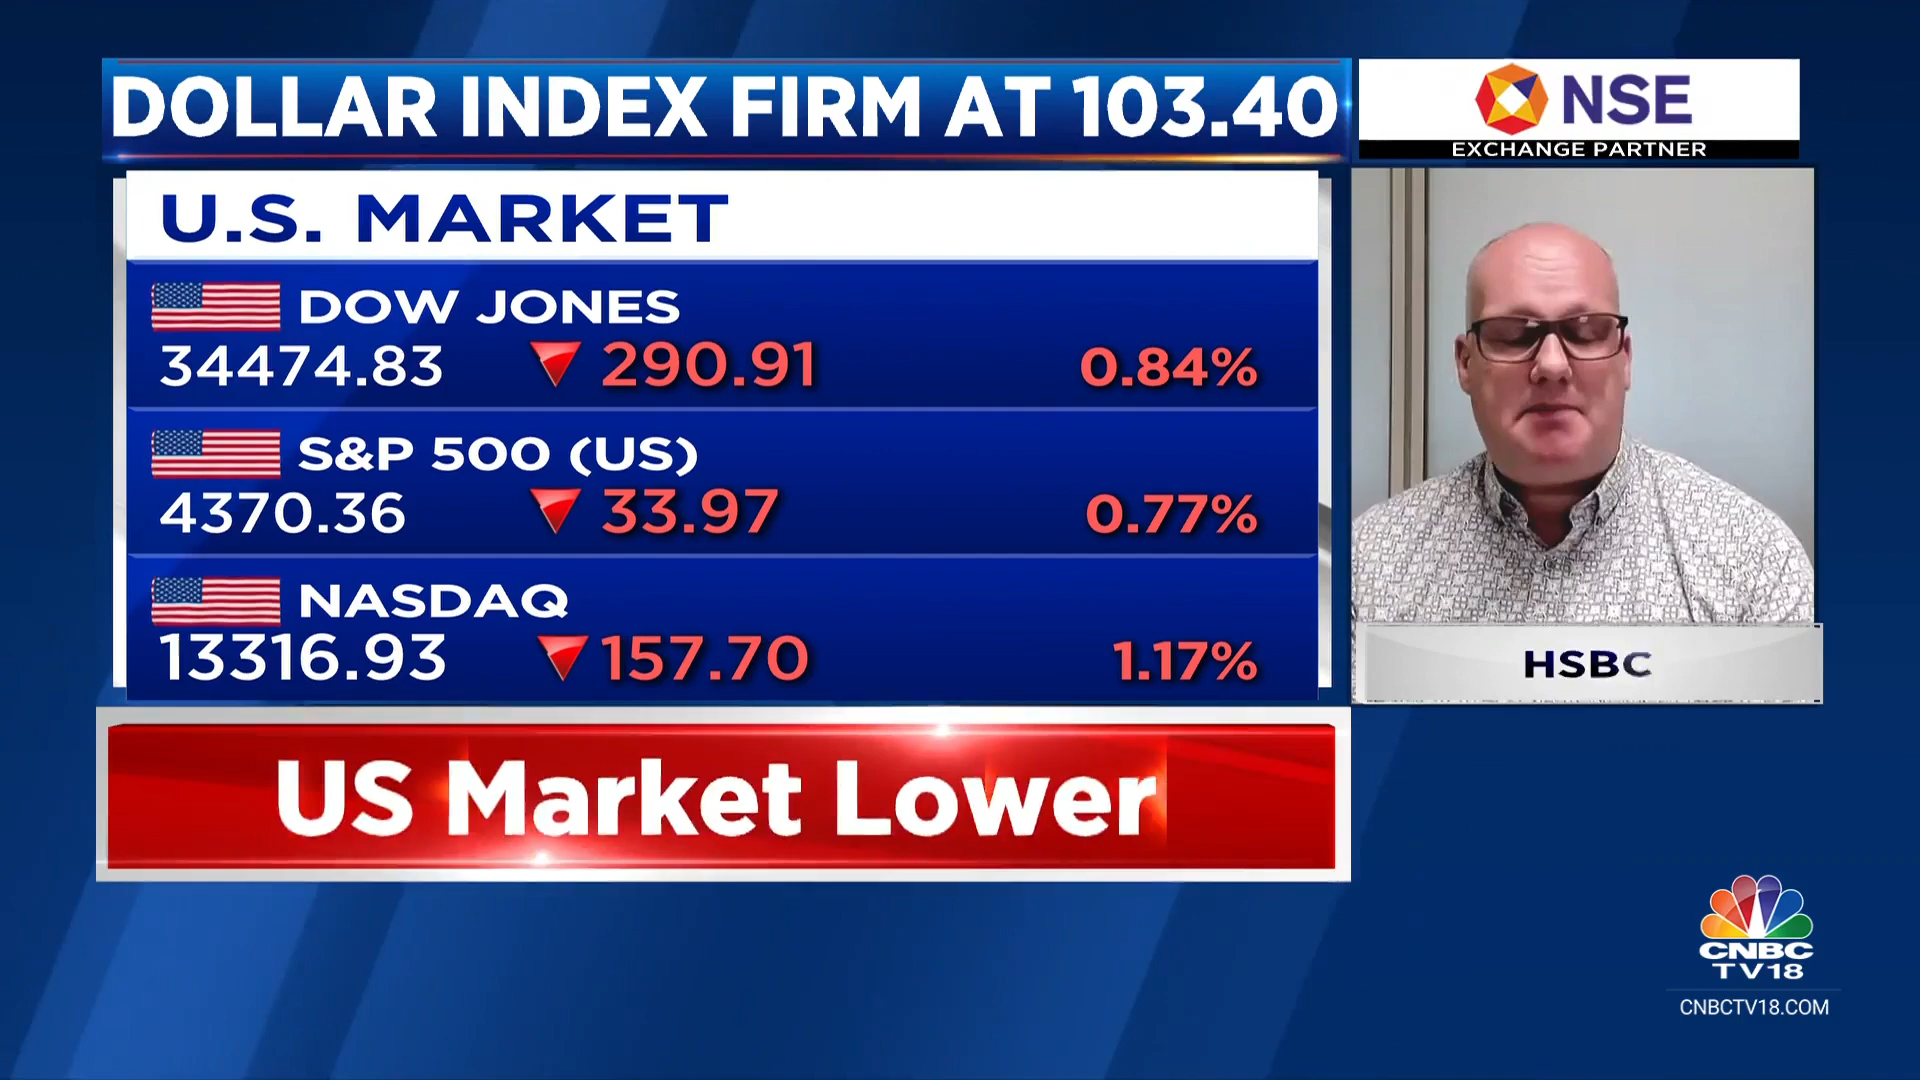 DOLLAR INDEX FIRM AT 103.40
NSE
EXCHANGE PARTNER
U.S. MARKET
DOW JONES
34474.83 290.91 0.84%
S&P 500 (US)
4370.36 33.97 0.77%
NASDAQ
13316.93 157.70 1.17%
HSBC
US Market Lower
CNBC
TV18
CNBCTV18.COM